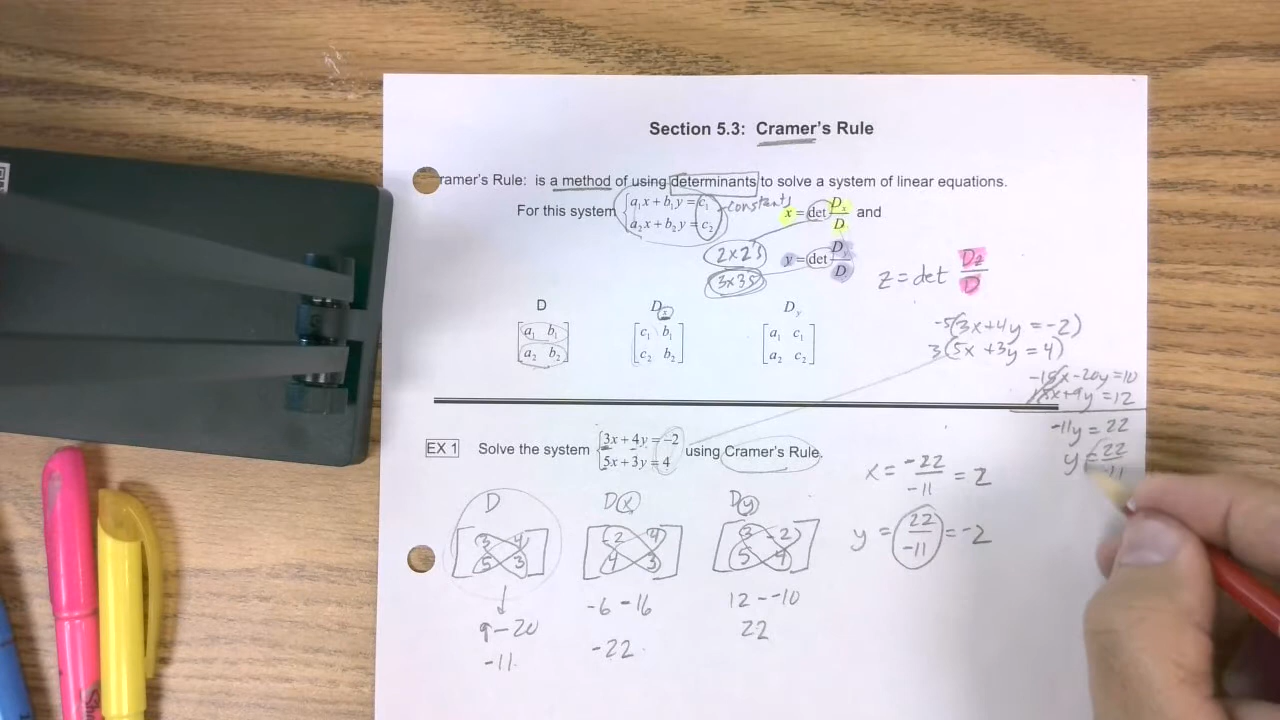 Section 5.3: Cramer's Rule
ramer's Rule: is a method of using determinants to solve a system of linear equations.
For this system { a₁x + b₁y = c₁ a₂x + b₂y = c₂ constants x = det Dₓ/D and
2x2's y = det D_y/D
3x3s z = det Dz/D
D Dₓ D_y
[a₁ b₁ a₂ b₂] [c₁ b₁ c₂ b₂] [a₁ c₁ a₂ c₂]
-5(3x+4y = -2)
3(5x+3y = 4)
-15x-20y=10
15x+9y=12
-11y = 22
y = 22/-11
EX 1 Solve the system { 3x + 4y = -2 5x + 3y = 4 using Cramer's Rule.
D Dx Dy
[3 4 5 3] [-2 4 4 3] [3 -2 5 4]
9-20 -6-16 12--10
-11 -22 22
x = -22/-11 = 2
y = 22/-11 = -2